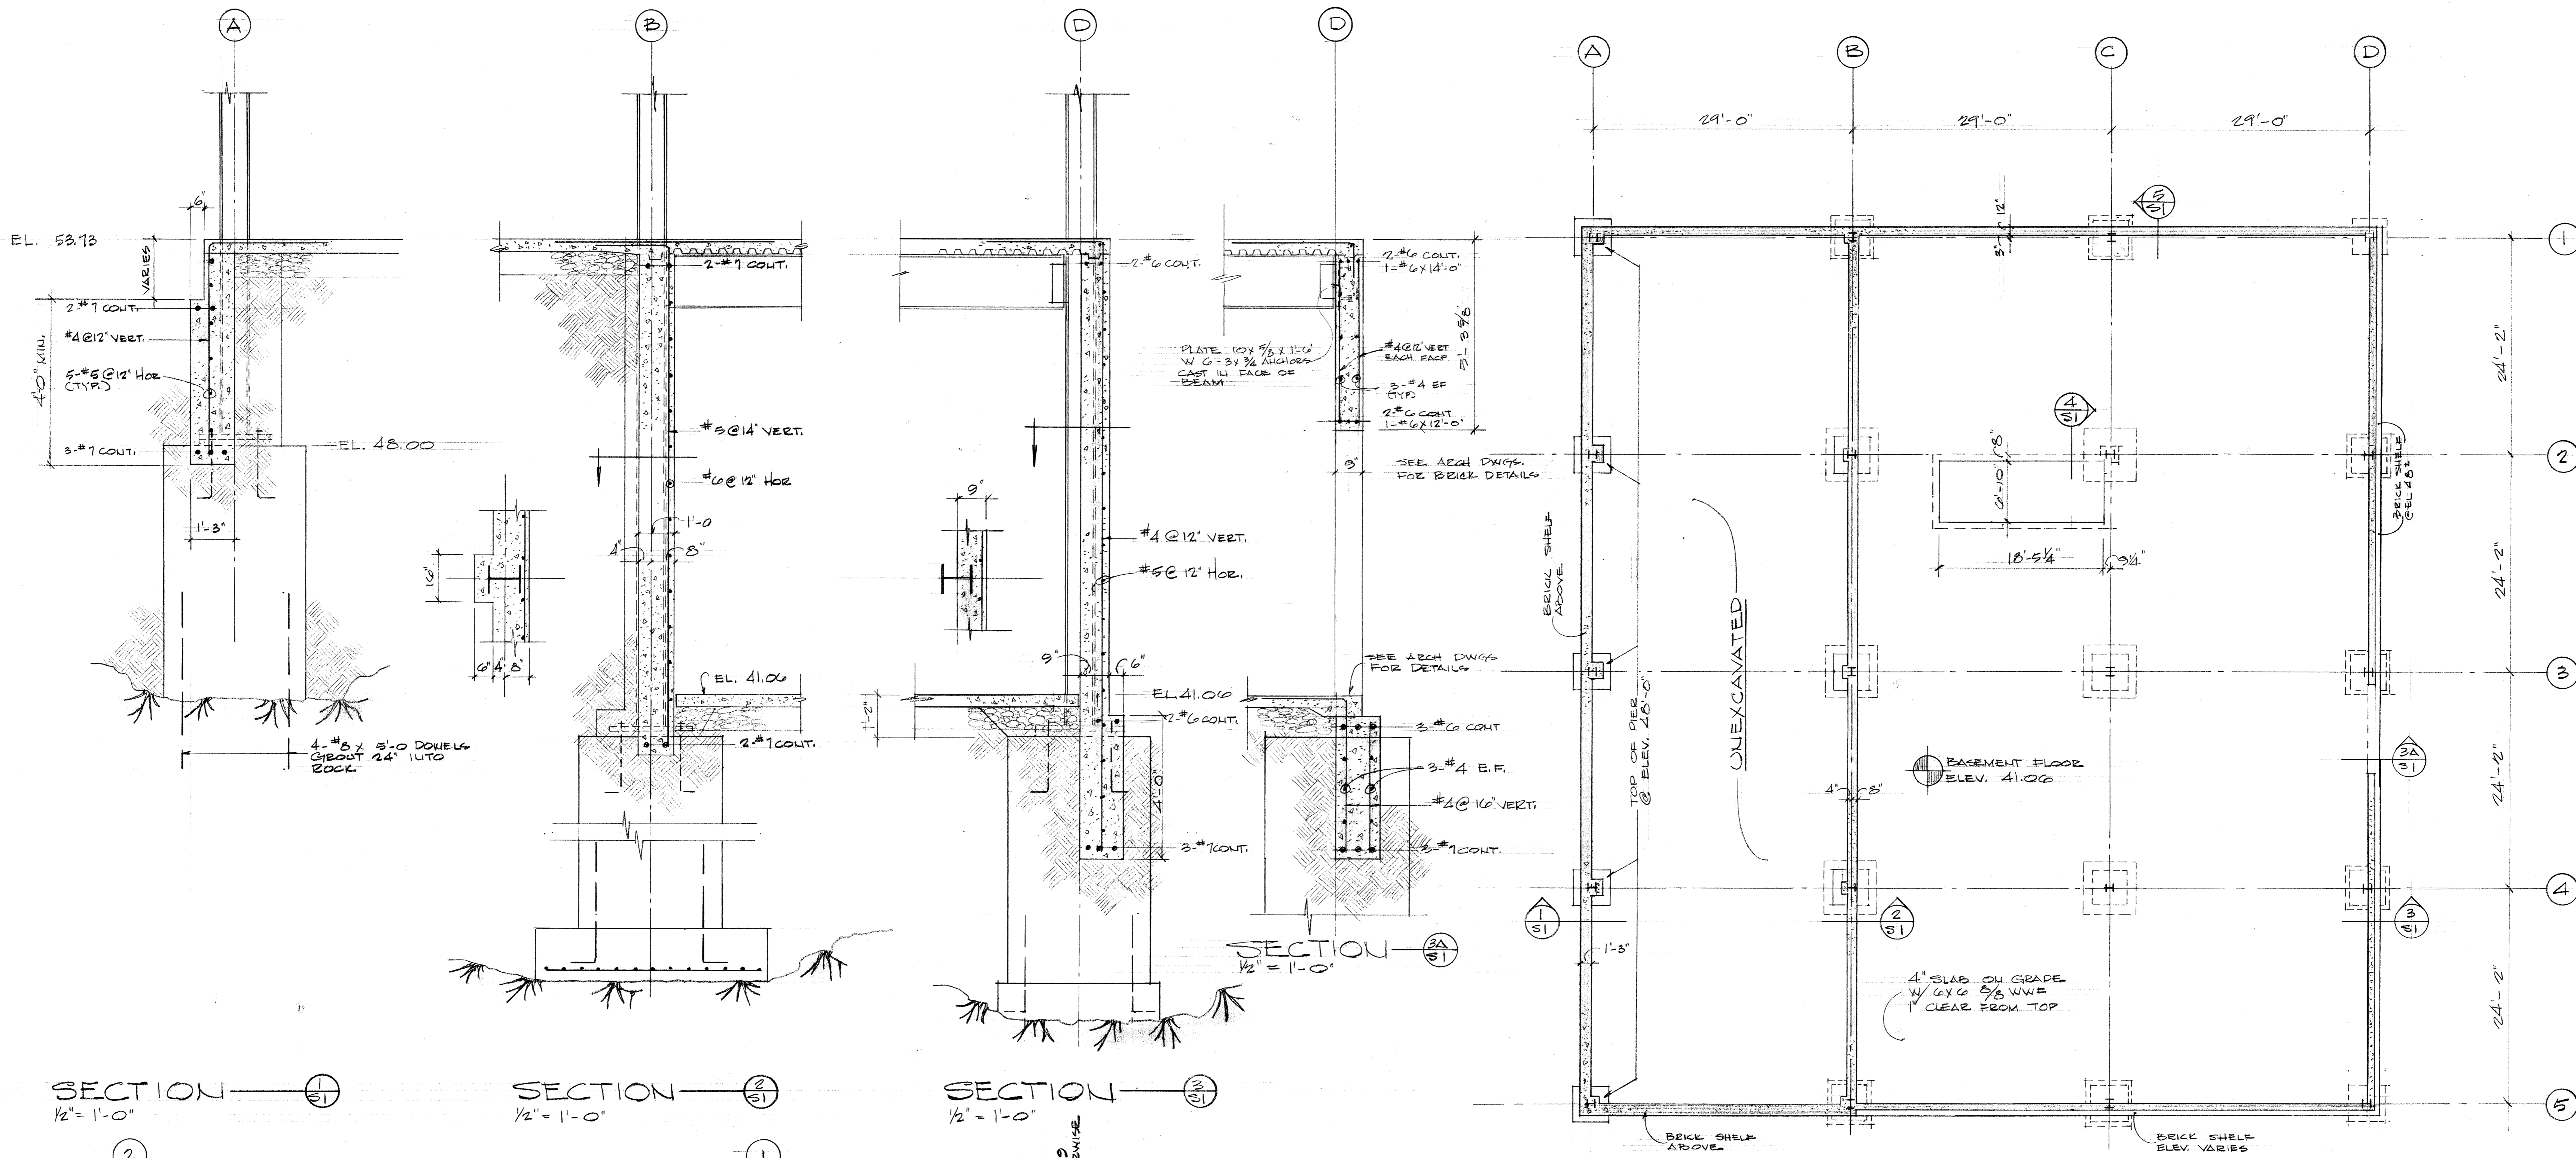 A
B
D
D
6"
EL. 53.73
VARIES
2-#7 CONT.
#4@12" VERT.
5-#5@12" HOR
(TYP.)
4'-0" MIN.
3-#7 CONT.
EL. 48.00
1'-3"
4-#8 X 5'-0 DOWELS
GROUT 24" INTO
ROCK
SECTION
1
S1
1/2" = 1'-0"
2
2-#7 CONT.
#5@14" VERT.
#6@12" HOR
1'-0
4"
8"
16"
6"
4"
8"
EL. 41.06
2-#7 CONT.
SECTION
2
S1
1/2" = 1'-0"
1
2-#6 CONT.
9"
#4 @ 12" VERT.
#5@ 12" HOR.
9"
6"
EL. 41.06
1'-2"
2-#6 CONT.
4'-0"
3-#7 CONT.
SECTION
3
S1
1/2" = 1'-0"
2-#6 CONT.
1-#6X14'-0"
PLATE 10 X 5/8 X 1'-6"
W 6-3 X 3/4 ANCHORS
CAST IN FACE OF
BEAM
#4@12" VERT
EACH FACE
3-#4 EF
(TYP)
2-#6 CONT
1-#6X12'-0"
5'-3 5/8"
9"
SEE ARCH DWGS.
FOR BRICK DETAILS
SEE ARCH DWGS
FOR DETAILS
3-#6 CONT
3-#4 E.F.
#4@ 16" VERT.
3-#7 CONT.
SECTION
3A
S1
1/2" = 1'-0"
A
B
C
D
29'-0"
29'-0"
29'-0"
5
S1
3"
12"
1
24'-2"
4
S1
2
8"
6'-10"
18'-5 1/4"
9 1/4"
BRICK SHELF
@ EL 48±
24'-2"
BRICK SHELF
ABOVE
UNEXCAVATED
TOP OF PIER
@ ELEV. 48'-0"
3
BASEMENT FLOOR
ELEV. 41.06
3A
S1
4"
8"
24'-2"
4
1
S1
2
S1
3
S1
1'-3"
4" SLAB ON GRADE
W/ 6X6 8/8 WWF
1" CLEAR FROM TOP
24'-2"
5
BRICK SHELF
ABOVE
BRICK SHELF
ELEV. VARIES